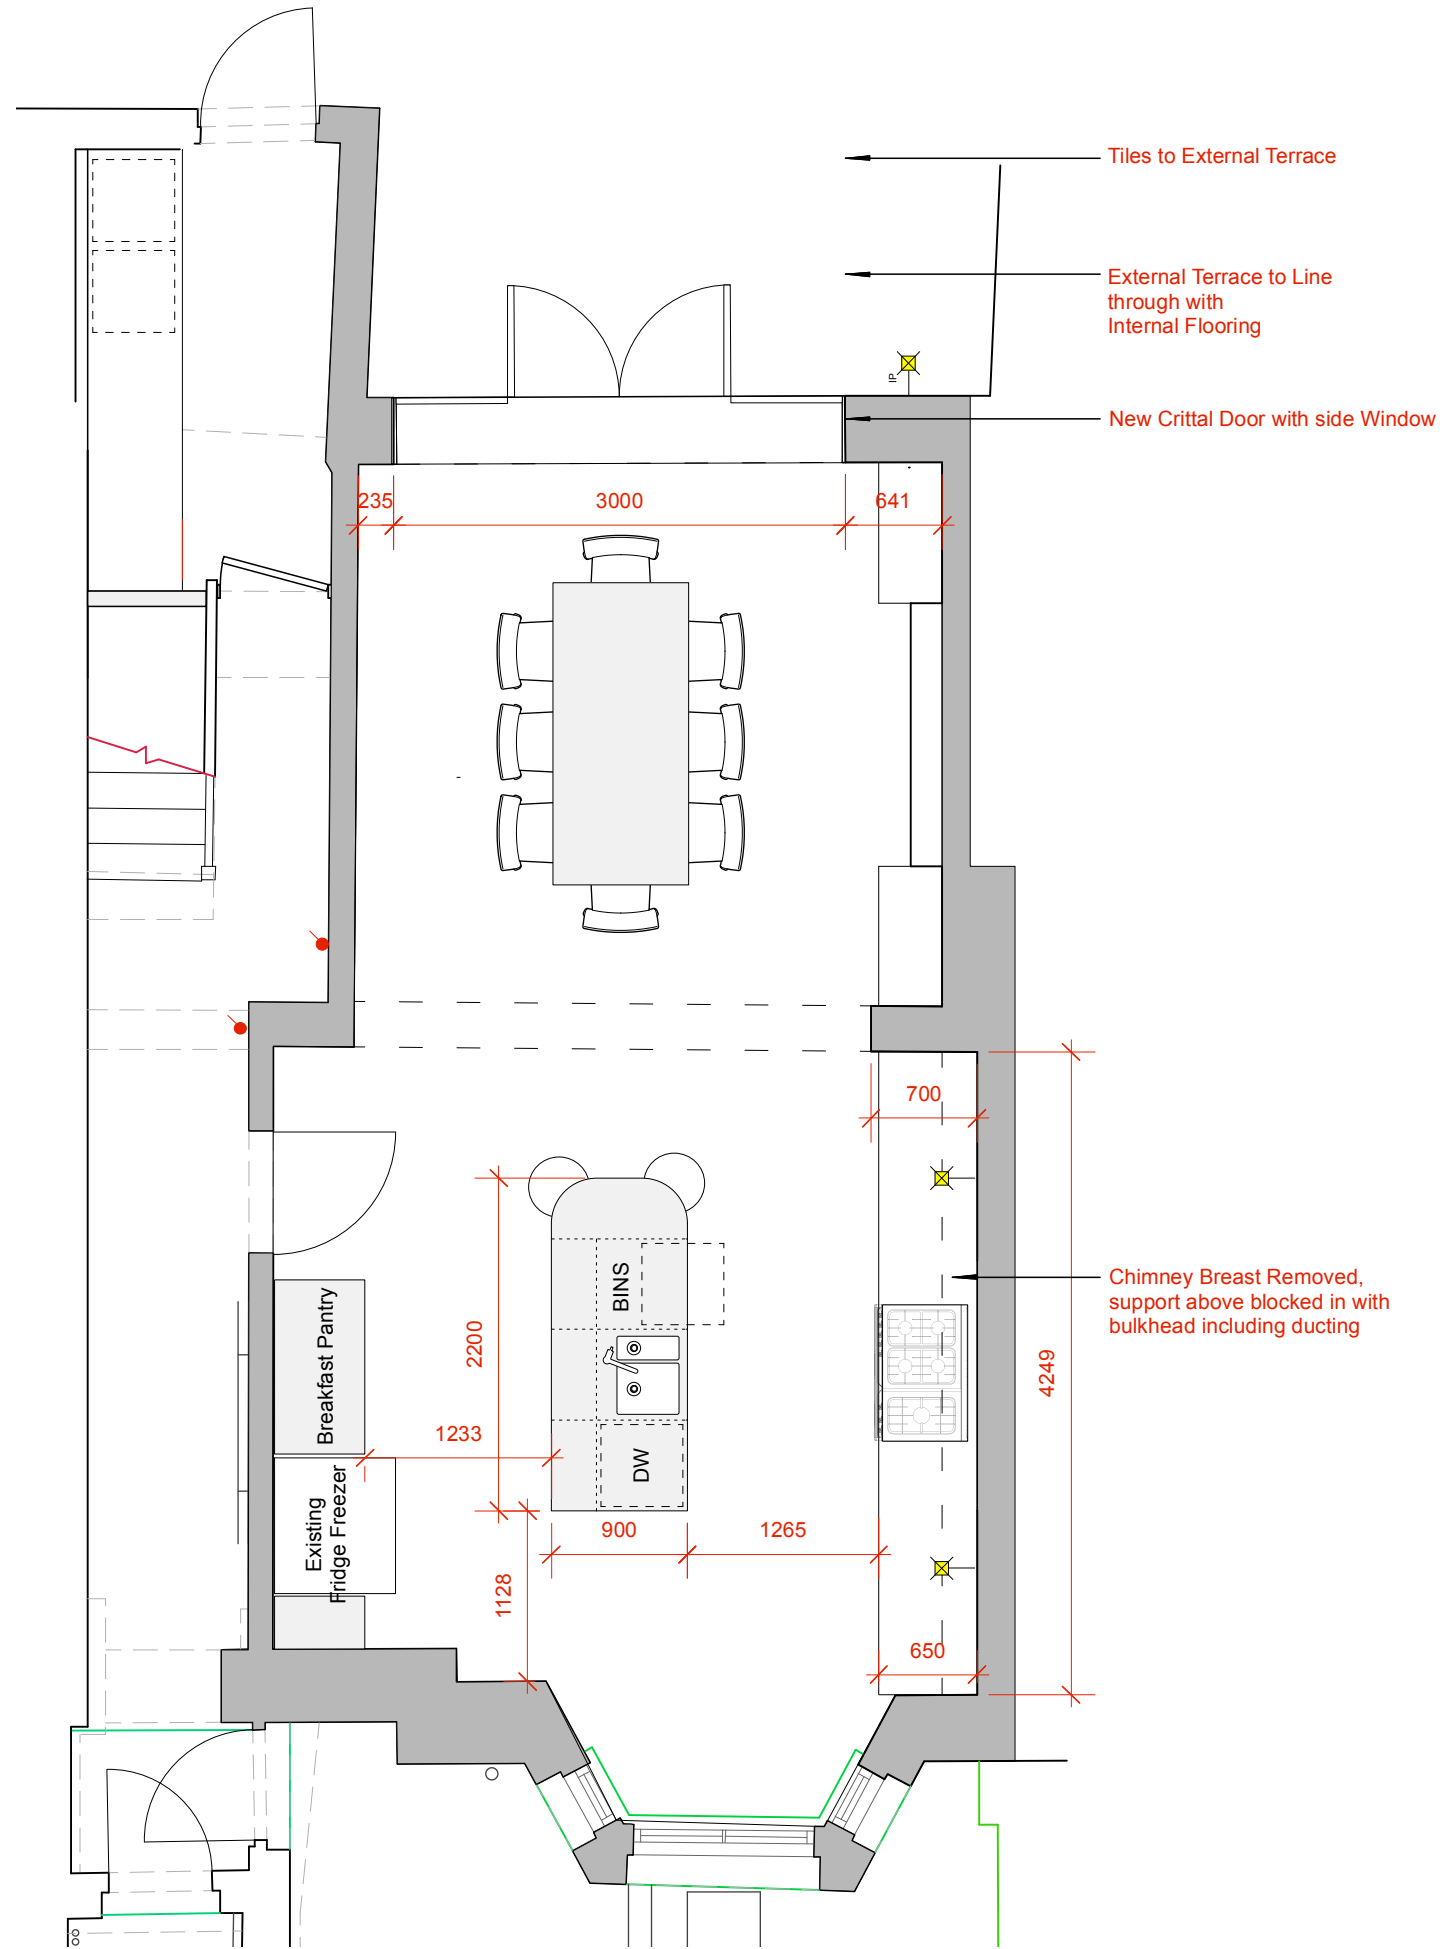 Tiles to External Terrace
External Terrace to Line
through with
Internal Flooring
IP
New Crittal Door with side Window
235
3000
641
700
BINS
Breakfast Pantry
2200
Chimney Breast Removed,
support above blocked in with
bulkhead including ducting
4249
1233
DW
Existing
Fridge Freezer
900
1265
1128
650